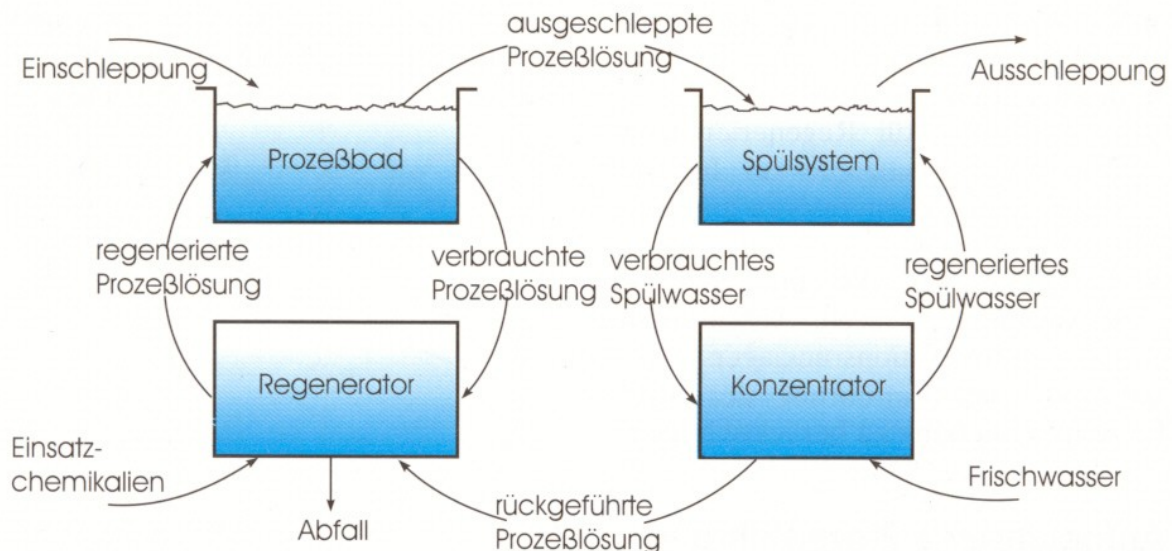 Einschleppung
ausgeschleppte
Prozeßlösung
Ausschleppung
Prozeßbad
Spülsystem
regenerierte
Prozeßlösung
verbrauchte
Prozeßlösung
verbrauchtes
Spülwasser
regeneriertes
Spülwasser
Regenerator
Konzentrator
Einsatz-
chemikalien
Abfall
rückgeführte
Prozeßlösung
Frischwasser